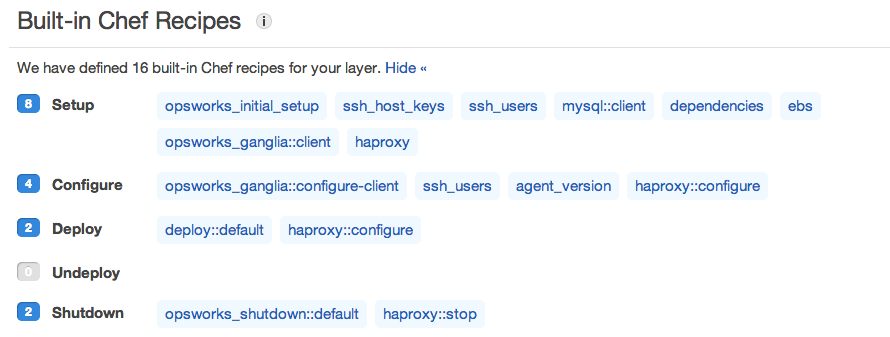 Built-in Chef Recipes i
We have defined 16 built-in Chef recipes for your layer. Hide «
8 Setup opsworks_initial_setup ssh_host_keys ssh_users mysql::client dependencies ebs
opsworks_ganglia::client haproxy
4 Configure opsworks_ganglia::configure-client ssh_users agent_version haproxy::configure
2 Deploy deploy::default haproxy::configure
0 Undeploy
2 Shutdown opsworks_shutdown::default haproxy::stop